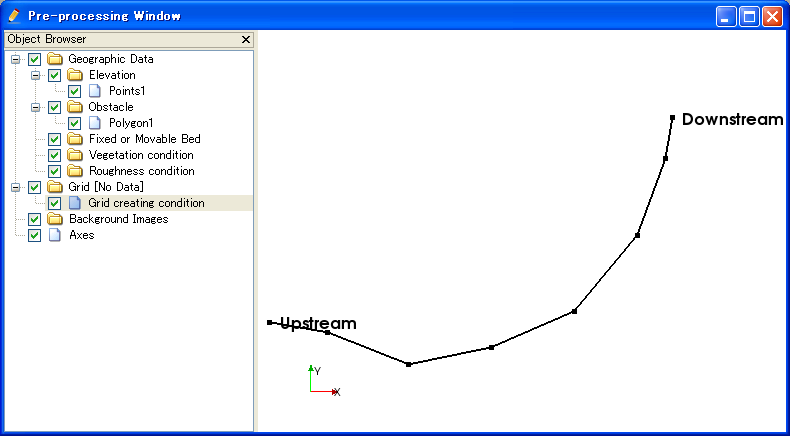 Pre-processing Window
Object Browser
Geographic Data
Elevation
Points1
Obstacle
Polygon1
Fixed or Movable Bed
Vegetation condition
Roughness condition
Grid [No Data]
Grid creating condition
Background Images
Axes
Downstream
Upstream
Y
X